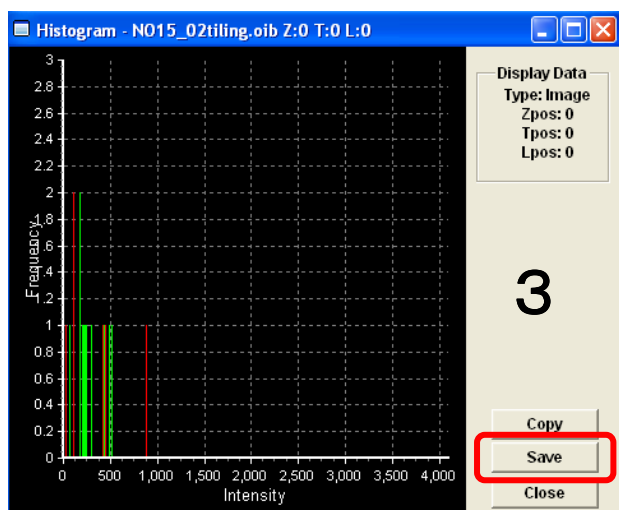 Histogram - NO15_02tiling.oib Z:0 T:0 L:0
3
2.8
2.6
2.4
2.2
2
1.8
1.6
1.4
1.2
1
0.8
0.6
0.4
0.2
0
Frequency
0 500 1,000 1,500 2,000 2,500 3,000 3,500 4,000
Intensity
Display Data
Type: Image
Zpos: 0
Tpos: 0
Lpos: 0
3
Copy
Save
Close